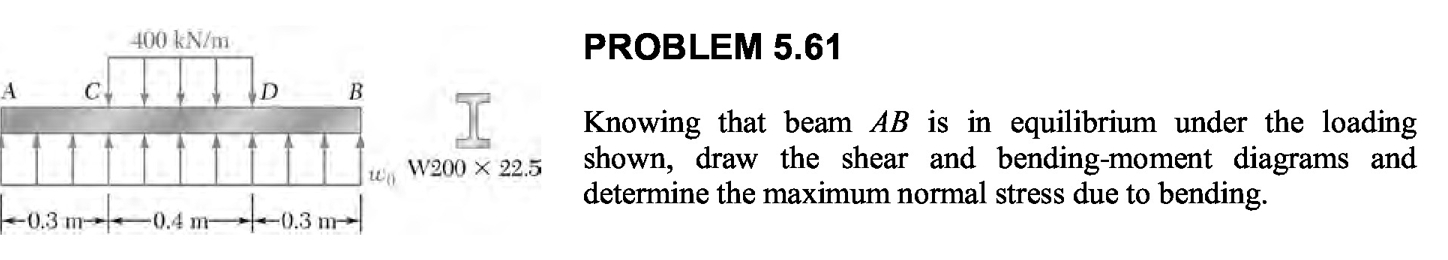 400 kN/m
PROBLEM 5.61
A
C
D
B
Knowing that beam AB is in equilibrium under the loading
shown, draw the shear and bending-moment diagrams and
determine the maximum normal stress due to bending.
w₀
W200 × 22.5
0.3 m
0.4 m
0.3 m